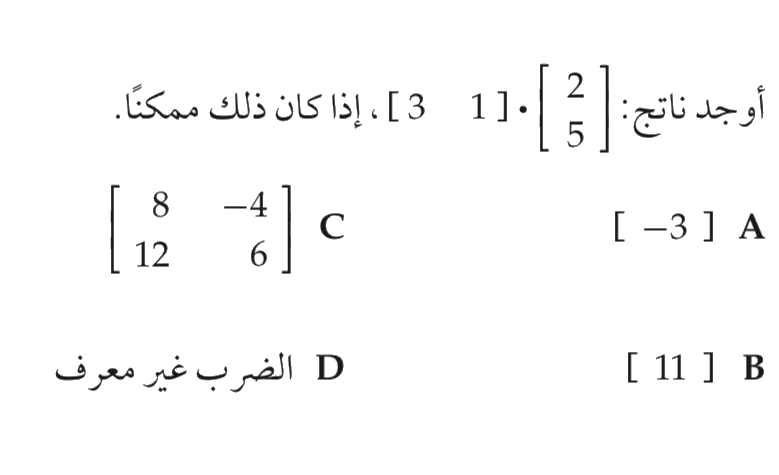 أوجد ناتج: [ 3 1 ] · [ 2 5 ]، إذا كان ذلك ممكنًا.
A [ −3 ]
C [ 8 −4
12 6 ]
B [ 11 ]
D الضرب غير معرف